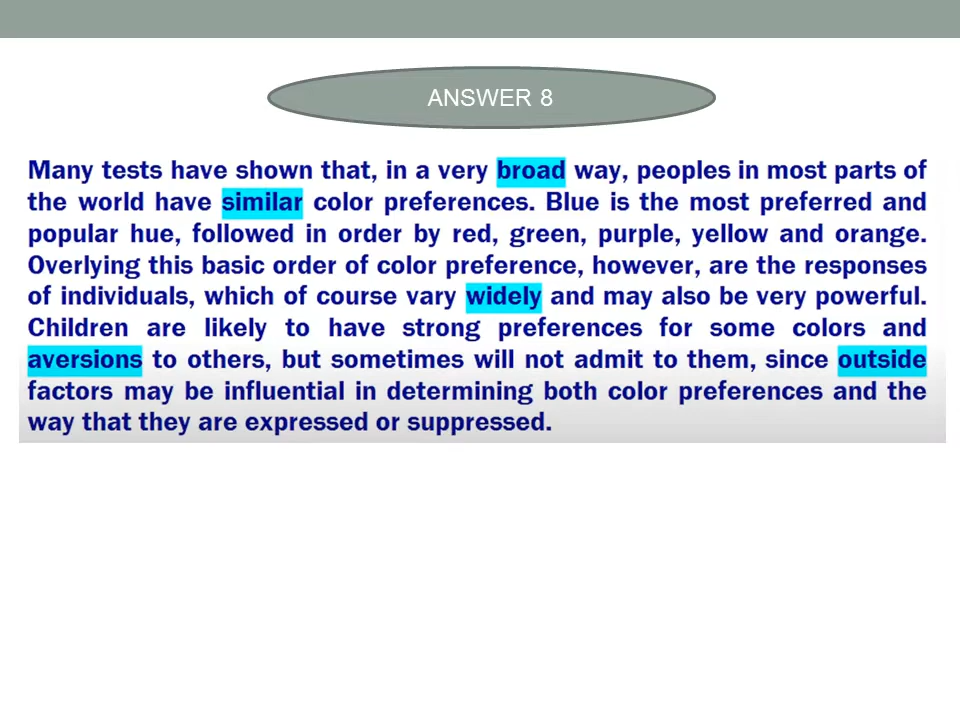 ANSWER 8
Many tests have shown that, in a very broad way, peoples in most parts of
the world have similar color preferences. Blue is the most preferred and
popular hue, followed in order by red, green, purple, yellow and orange.
Overlying this basic order of color preference, however, are the responses
of individuals, which of course vary widely and may also be very powerful.
Children are likely to have strong preferences for some colors and
aversions to others, but sometimes will not admit to them, since outside
factors may be influential in determining both color preferences and the
way that they are expressed or suppressed.